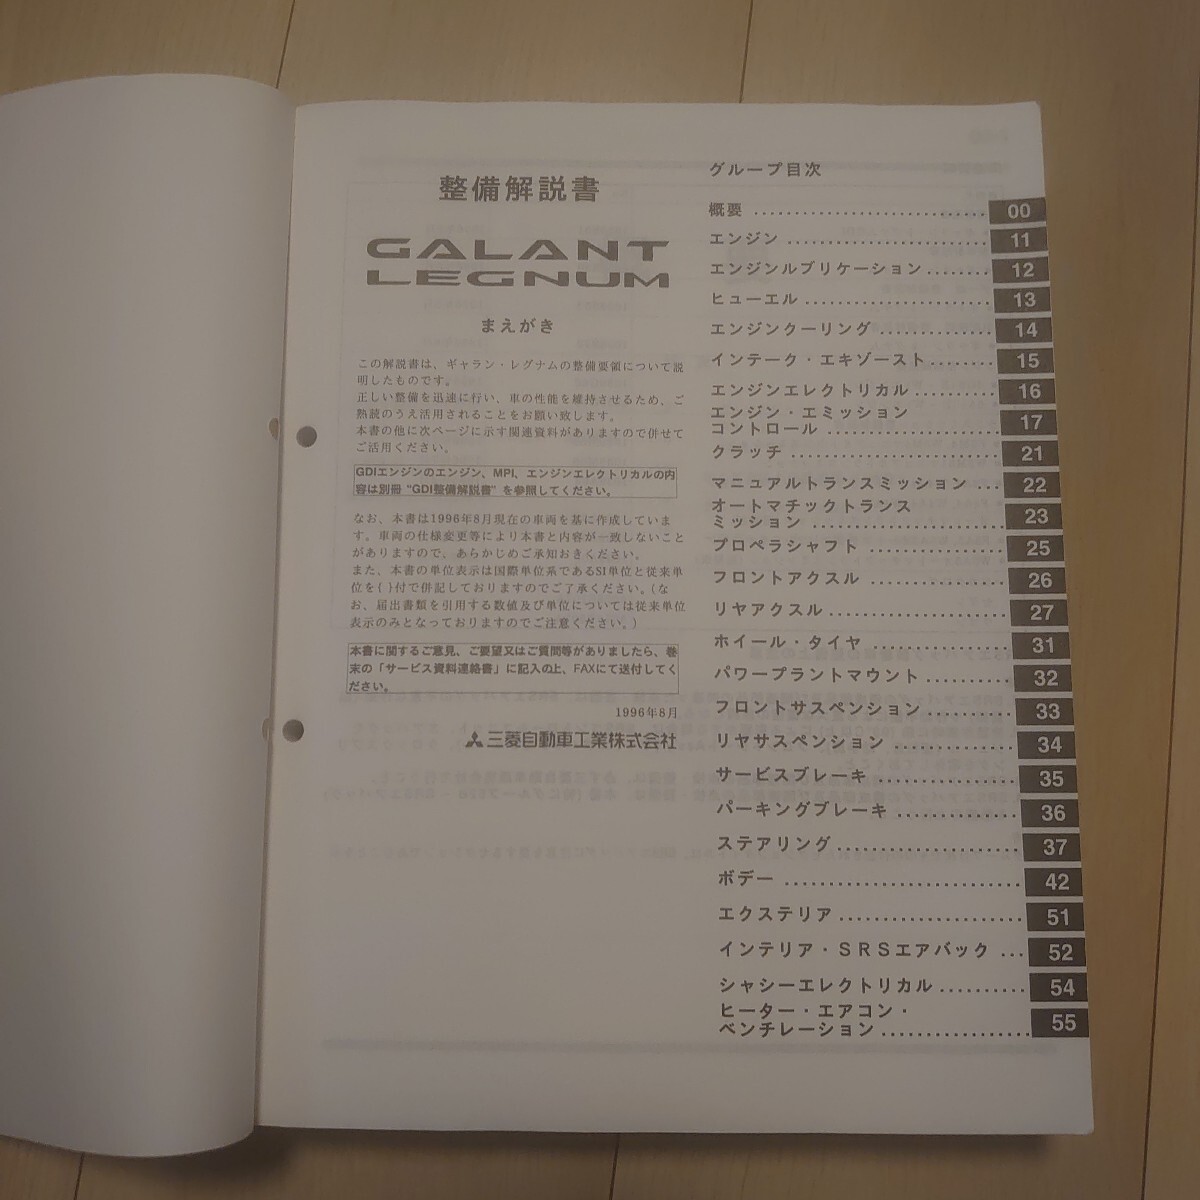 整備解説書
GALANT
LEGNUM
まえがき
この解説書は、ギャラン・レグナムの整備要領について説
明したものです。
正しい整備を迅速に行い、車の性能を維持させるため、ご
熟読のうえ活用されることをお願い致します。
本書の他に次ページに示す関連資料がありますので併せて
ご活用ください。
GDIエンジンのエンジン、MPI、エンジンエレクトリカルの内
容は別冊 "GDI整備解説書" を参照してください。
なお、本書は1996年8月現在の車両を基に作成していま
す。車両の仕様変更等により本書と内容が一致しないこと
がありますので、あらかじめご承知おきください。
また、本書の単位表示は国際単位系であるSI単位と従来単
位を{ }付で併記しておりますのでご了承ください。(な
お、届出書類を引用する数値及び単位については従来単位
表示のみとなっておりますのでご注意ください。)
本書に関するご意見、ご要望又はご質問等がありましたら、巻
末の「サービス資料連絡書」に記入の上、FAXにて送付してく
ださい。
1996年8月
三菱自動車工業株式会社
グループ目次
概要 ............................. 00
エンジン ......................... 11
エンジンルブリケーション........ 12
ヒューエル ....................... 13
エンジンクーリング .............. 14
インテーク・エキゾースト........ 15
エンジンエレクトリカル .......... 16
エンジン・エミッション
コントロール ..................... 17
クラッチ ......................... 21
マニュアルトランスミッション ... 22
オートマチックトランス
ミッション ....................... 23
プロペラシャフト ................ 25
フロントアクスル ................ 26
リヤアクスル..................... 27
ホイール・タイヤ ................ 31
パワープラントマウント .......... 32
フロントサスペンション .......... 33
リヤサスペンション .............. 34
サービスブレーキ ................ 35
パーキングブレーキ .............. 36
ステアリング..................... 37
ボデー ........................... 42
エクステリア..................... 51
インテリア・SRSエアバック ... 52
シャシーエレクトリカル .......... 54
ヒーター・エアコン・
ベンチレーション................. 55